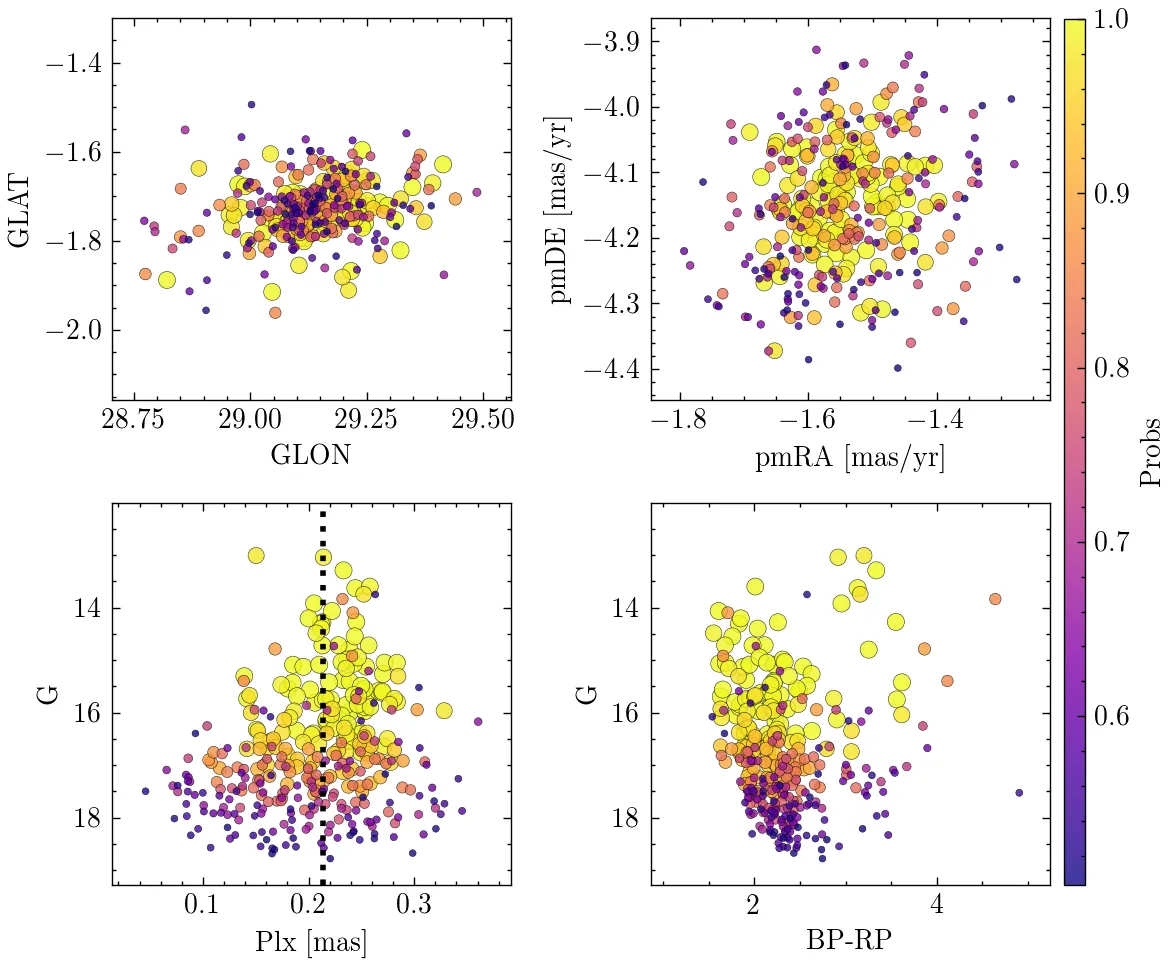 −1.4
−1.6
−1.8
−2.0
GLAT
28.75 29.00 29.25 29.50
GLON
−3.9
−4.0
−4.1
−4.2
−4.3
−4.4
pmDE [mas/yr]
−1.8 −1.6 −1.4
pmRA [mas/yr]
14
16
18
G
0.1 0.2 0.3
Plx [mas]
14
16
18
G
2 4
BP-RP
1.0
0.9
0.8
0.7
0.6
Probs